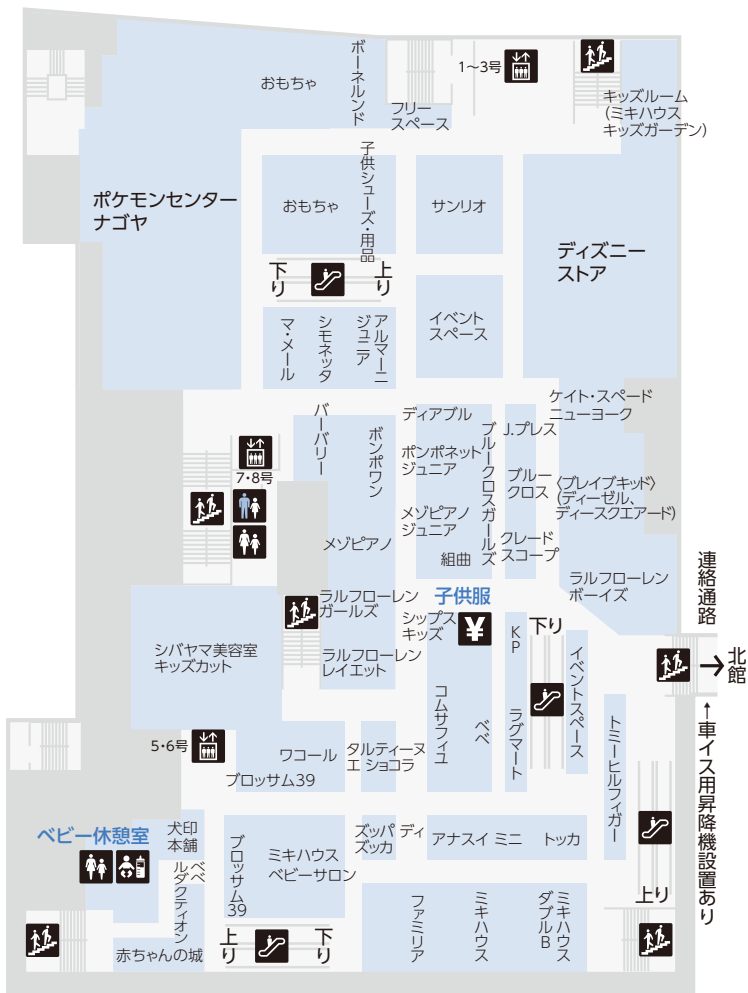 おもちゃ
ボーネルンド
フリー
スペース
1～3号
キッズルーム
(ミキハウス
キッズガーデン)
ポケモンセンター
ナゴヤ
おもちゃ
子供シューズ・用品
サンリオ
ディズニー
ストア
下り
上り
マ・メール
シモネッタ
アルマーニ
ジュニア
イベント
スペース
バーバリー
ボンポワン
ディアブル
ポンポネット
ジュニア
メゾピアノ
ジュニア
組曲
ブルークロスガールズ
J.プレス
ブルー
クロス
クレード
スコープ
ケイト・スペード
ニューヨーク
〈ブレイブキッド〉
(ディーゼル、
ディースクエアード)
7・8号
メゾピアノ
ラルフローレン
ガールズ
ラルフローレン
レイエット
子供服
シップス
キッズ
¥
KP
下り
ラルフローレン
ボーイズ
連絡通路
→北館
←車イス用昇降機設置あり
シバヤマ美容室
キッズカット
コムサフィユ
べべ
ラグマート
イベントスペース
トミーヒルフィガー
5・6号
ワコール
ブロッサム39
タルティーヌ
エ ショコラ
ベビー休憩室
犬印
本舗
べべ
ルダクティオン
赤ちゃんの城
ブロッサム39
ミキハウス
ベビーサロン
ズッパ ディ
ズッカ
アナスイ ミニ
トッカ
上り
上り
下り
ファミリア
ミキハウス
ミキハウス
ダブルB